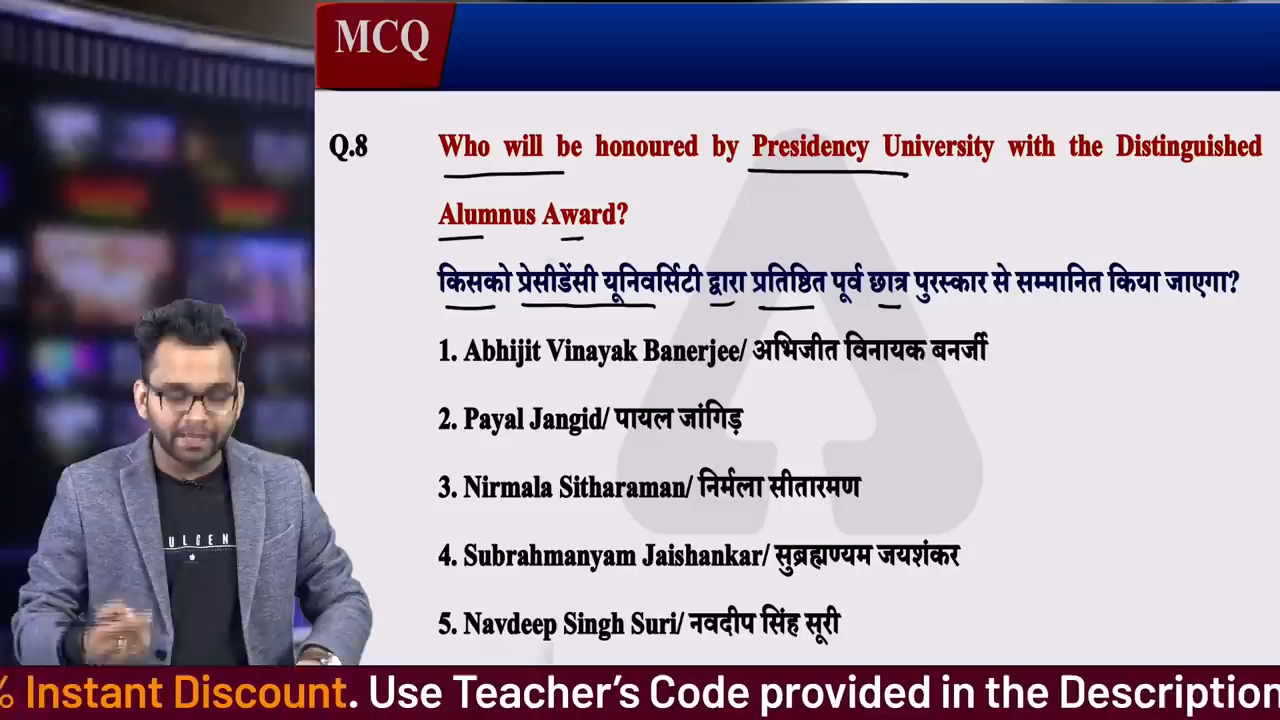 MCQ
Q.8 Who will be honoured by Presidency University with the Distinguished
Alumnus Award?
किसको प्रेसीडेंसी यूनिवर्सिटी द्वारा प्रतिष्ठित पूर्व छात्र पुरस्कार से सम्मानित किया जाएगा?
1. Abhijit Vinayak Banerjee/ अभिजीत विनायक बनर्जी
2. Payal Jangid/ पायल जांगिड़
3. Nirmala Sitharaman/ निर्मला सीतारमण
4. Subrahmanyam Jaishankar/ सुब्रह्मण्यम जयशंकर
5. Navdeep Singh Suri/ नवदीप सिंह सूरी
ULCEN
% Instant Discount. Use Teacher's Code provided in the Description